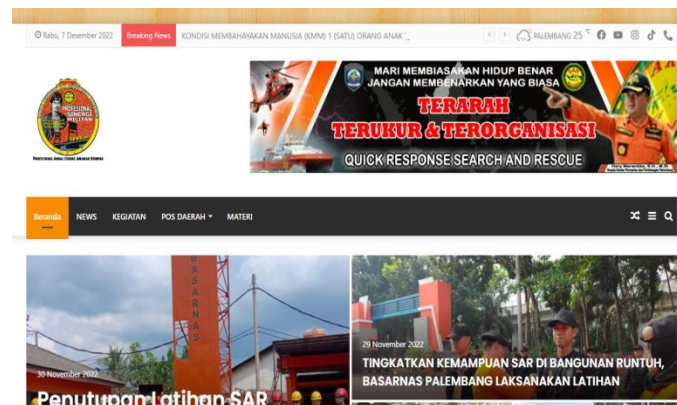 Rabu, 7 Desember 2022
Breaking News
KONDISI MEMBAHAYAKAN MANUSIA (KMM) 1 (SATU) ORANG ANAK '_
PALEMBANG 25 °C
PROFESSIONAL
SINERGI
MILITAN
MARI MEMBIASAKAN HIDUP BENAR
JANGAN MEMBENARKAN YANG BIASA
TERARAH
TERUKUR & TERORGANISASI
QUICK RESPONSE SEARCH AND RESCUE
Beranda
NEWS
KEGIATAN
POS DAERAH
MATERI
BASARNAS
30 November 2022
Penutupan Latihan SAR
29 November 2022
TINGKATKAN KEMAMPUAN SAR DI BANGUNAN RUNTUH,
BASARNAS PALEMBANG LAKSANAKAN LATIHAN